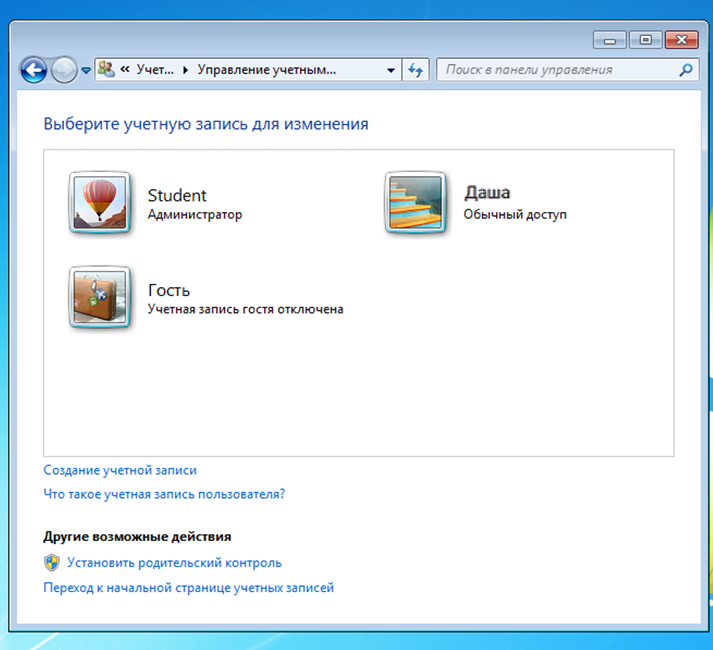 « Учет... Управление учетным...
Поиск в панели управления
Выберите учетную запись для изменения
Student
Администратор
Даша
Обычный доступ
Гость
Учетная запись гостя отключена
Создание учетной записи
Что такое учетная запись пользователя?
Другие возможные действия
Установить родительский контроль
Переход к начальной странице учетных записей